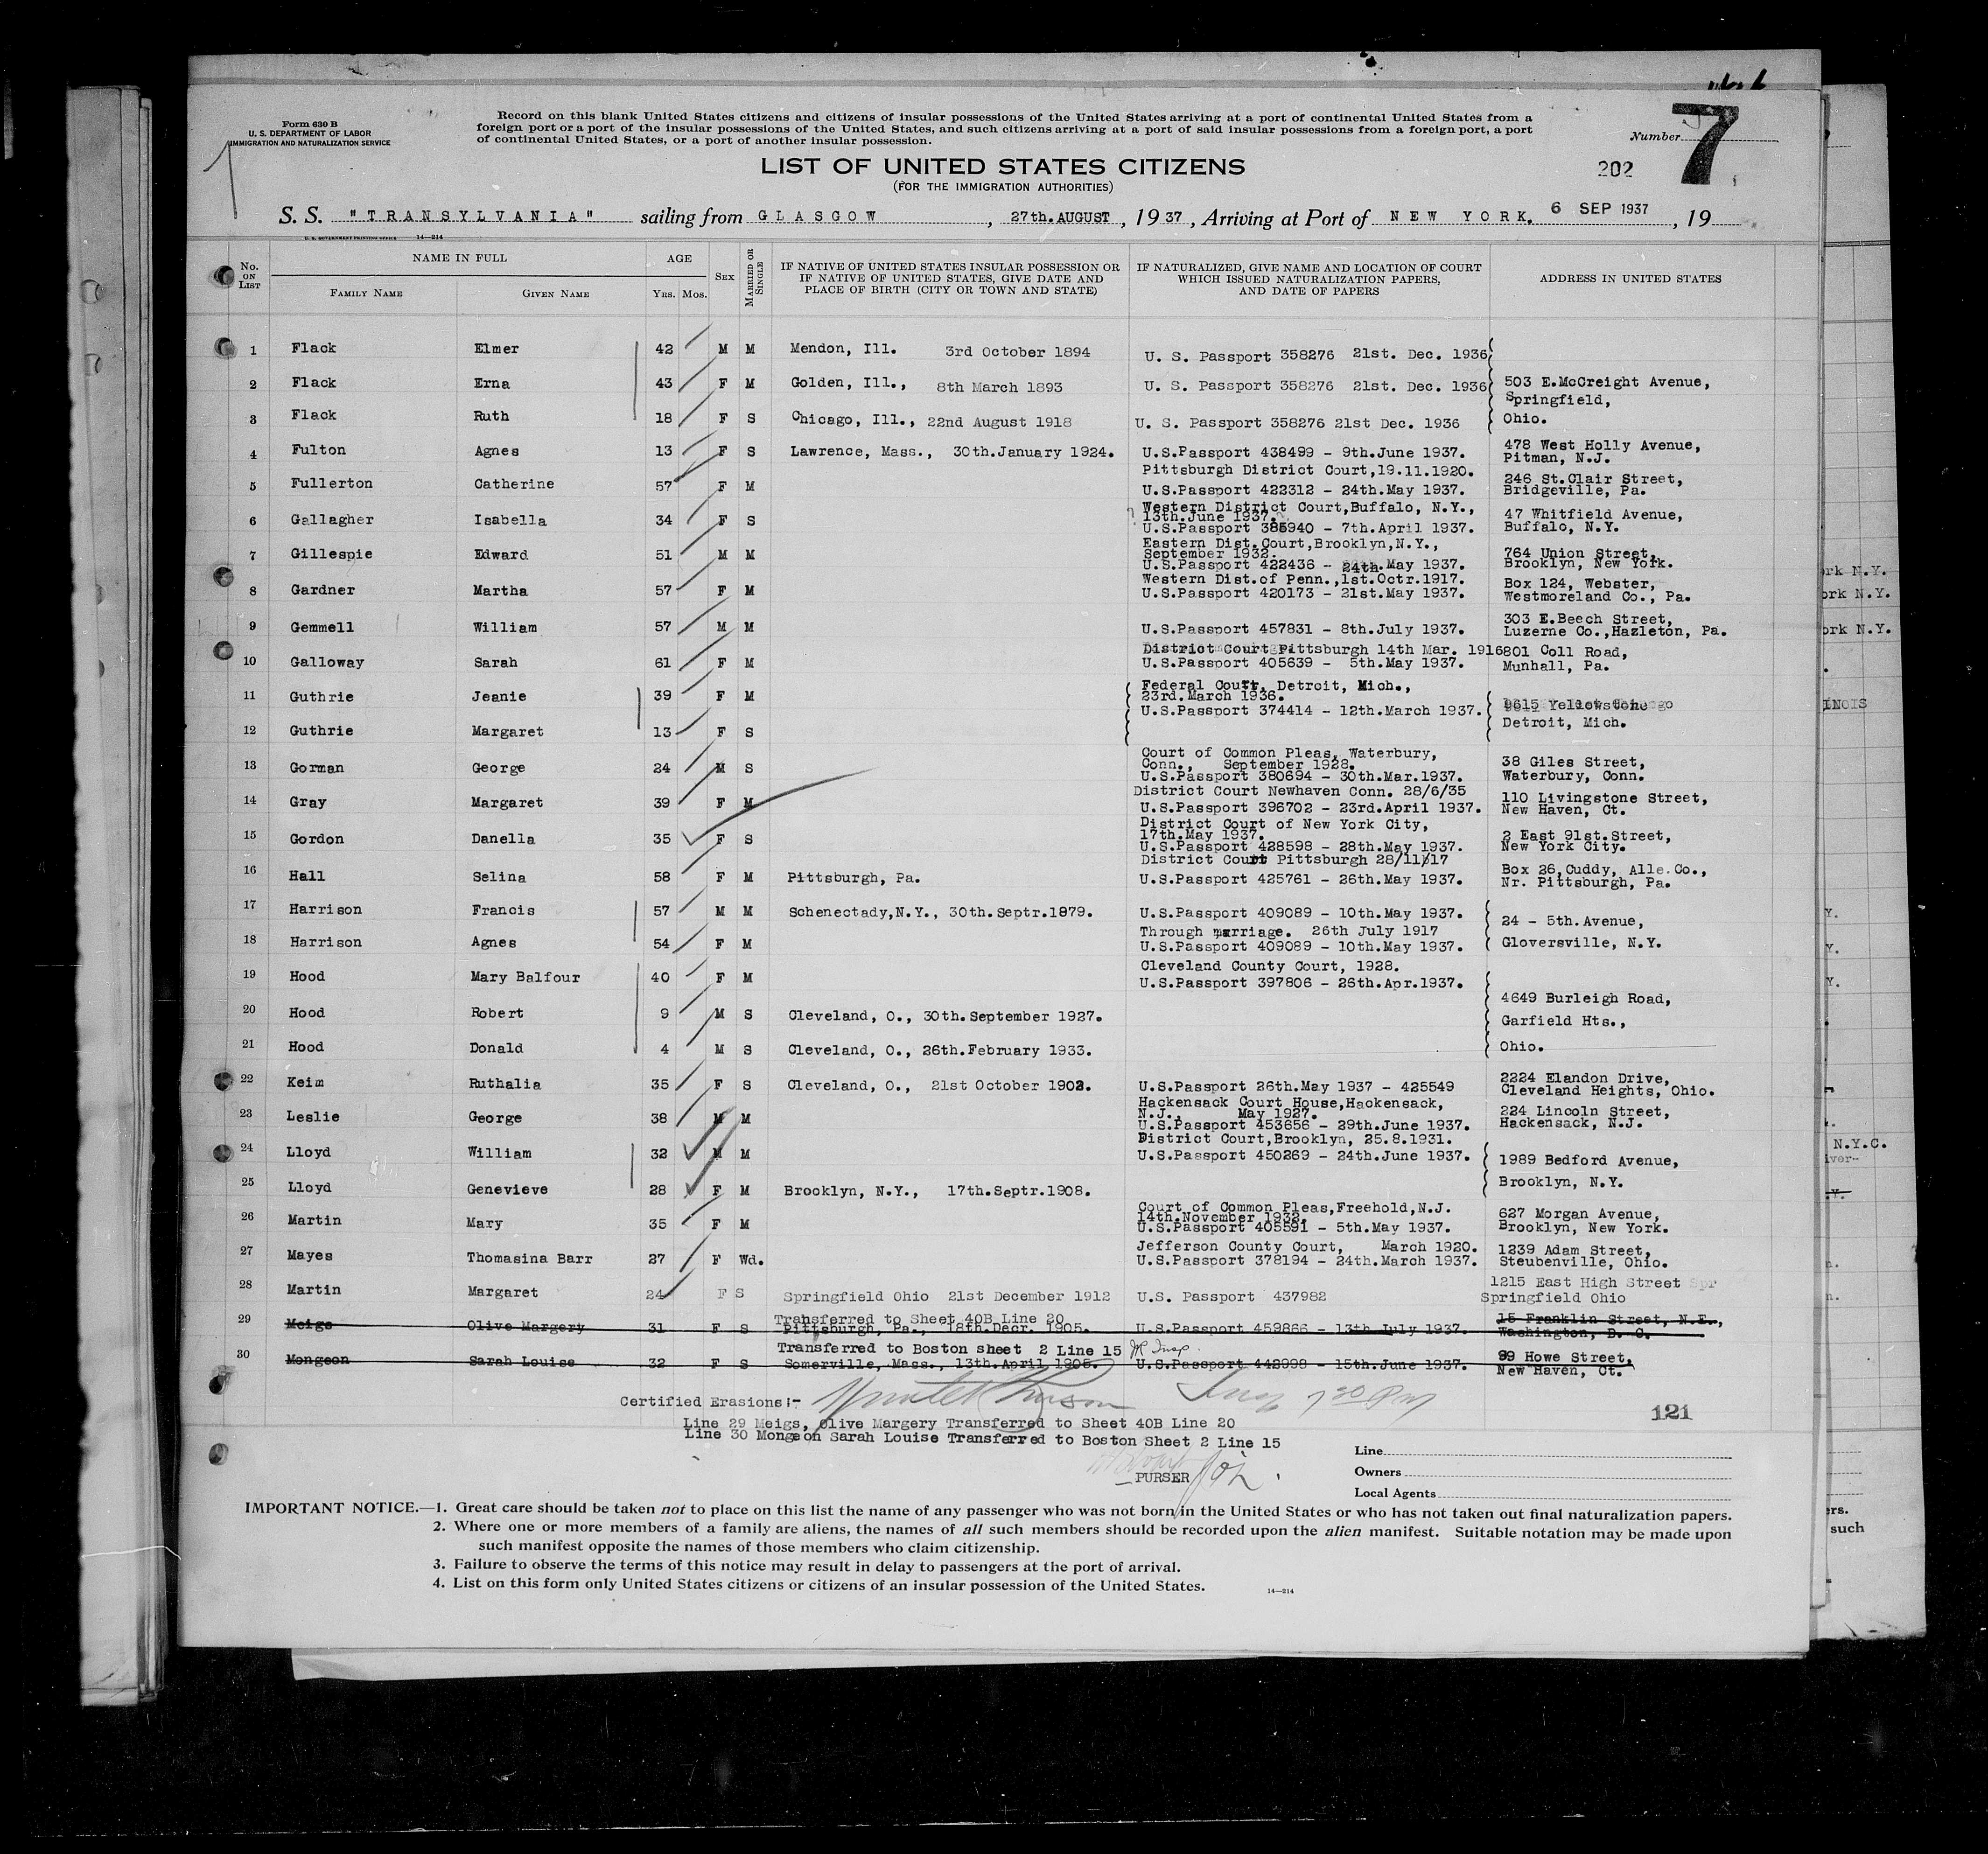 Form 630 B
U. S. DEPARTMENT OF LABOR
IMMIGRATION AND NATURALIZATION SERVICE
Record on this blank United States citizens and citizens of insular possessions of the United States arriving at a port of continental United States from a
foreign port or a port of the insular possessions of the United States, and such citizens arriving at a port of said insular possessions from a foreign port, a port
of continental United States, or a port of another insular possession.
Number 7
LIST OF UNITED STATES CITIZENS
202
(FOR THE IMMIGRATION AUTHORITIES)
S. S. "TRANSYLVANIA" sailing from GLASGOW, 27th.AUGUST, 1937, Arriving at Port of NEW YORK. 6 SEP 1937, 19
U. S. GOVERNMENT PRINTING OFFICE 14—214
No. ON LIST
NAME IN FULL
FAMILY NAME GIVEN NAME
AGE
YRS. MOS.
SEX
MARRIED OR SINGLE
IF NATIVE OF UNITED STATES INSULAR POSSESSION OR
IF NATIVE OF UNITED STATES, GIVE DATE AND
PLACE OF BIRTH (CITY OR TOWN AND STATE)
IF NATURALIZED, GIVE NAME AND LOCATION OF COURT
WHICH ISSUED NATURALIZATION PAPERS,
AND DATE OF PAPERS
ADDRESS IN UNITED STATES
1 Flack Elmer 42 M M Mendon, Ill. 3rd October 1894 U. S. Passport 358276 21st. Dec. 1936
2 Flack Erna 43 F M Golden, Ill., 8th March 1893 U. S. Passport 358276 21st. Dec. 1936 503 E.McCreight Avenue,
Springfield,
3 Flack Ruth 18 F S Chicago, Ill., 22nd August 1918 U. S. Passport 358276 21st Dec. 1936 Ohio.
4 Fulton Agnes 13 F S Lawrence, Mass., 30th.January 1924. U.S.Passport 438499 - 9th.June 1937. 478 West Holly Avenue,
Pitman, N.J.
Pittsburgh District Court,19.11.1920.
5 Fullerton Catherine 57 F M U.S.Passport 422312 - 24th.May 1937. 246 St.Clair Street,
Bridgeville, Pa.
Western District Court,Buffalo, N.Y.,
13th.June 1937.
6 Gallagher Isabella 34 F S U.S.Passport 385940 - 7th.April 1937. 47 Whitfield Avenue,
Buffalo, N.Y.
Eastern Dist.Court,Brooklyn,N.Y.,
September 1932.
7 Gillespie Edward 51 M M U.S.Passport 422436 - 24th.May 1937. 764 Union Street,
Brooklyn, New York.
Western Dist.of Penn.,1st.Octr.1917.
8 Gardner Martha 57 F M U.S.Passport 420173 - 21st.May 1937. Box 124, Webster,
Westmoreland Co., Pa.
9 Gemmell William 57 M M U.S.Passport 457831 - 8th.July 1937. 303 E.Beech Street,
Luzerne Co.,Hazleton, Pa.
District Court Pittsburgh 14th Mar. 1916
10 Galloway Sarah 61 F M U.S.Passport 405639 - 5th.May 1937. 801 Coll Road,
Munhall, Pa.
Federal Court, Detroit, Mich.,
23rd.March 1936.
11 Guthrie Jeanie 39 F M U.S.Passport 374414 - 12th.March 1937. 9615 Yellowstone
Detroit, Mich.
12 Guthrie Margaret 13 F S
Court of Common Pleas, Waterbury,
Conn., September 1928.
13 Gorman George 24 M S U.S.Passport 380694 - 30th.Mar.1937. 38 Giles Street,
Waterbury, Conn.
District Court Newhaven Conn. 28/6/35
14 Gray Margaret 39 F M U.S.Passport 396702 - 23rd.April 1937. 110 Livingstone Street,
New Haven, Ct.
District Court of New York City,
17th.May 1937.
15 Gordon Danella 35 F S U.S.Passport 428598 - 28th.May 1937. 2 East 91st.Street,
New York City.
District Court Pittsburgh 28/11/17
16 Hall Selina 58 F M Pittsburgh, Pa. U.S.Passport 425761 - 26th.May 1937. Box 26,Cuddy, Alle.Co.,
Nr. Pittsburgh, Pa.
17 Harrison Francis 57 M M Schenectady,N.Y., 30th.Septr.1879. U.S.Passport 409089 - 10th.May 1937. 24 - 5th.Avenue,
Through marriage. 26th July 1917
18 Harrison Agnes 54 F M U.S.Passport 409089 - 10th.May 1937. Gloversville, N.Y.
Cleveland County Court, 1928.
19 Hood Mary Balfour 40 F M U.S.Passport 397806 - 26th.Apr.1937.
4649 Burleigh Road,
20 Hood Robert 9 M S Cleveland, O., 30th.September 1927. Garfield Hts.,
21 Hood Donald 4 M S Cleveland, O., 26th.February 1933. Ohio.
22 Keim Ruthalia 35 F S Cleveland, O., 21st October 1902. U.S.Passport 26th.May 1937 - 425549 2224 Elandon Drive,
Cleveland Heights, Ohio.
Hackensack Court House,Hackensack,
N.J., May 1927.
23 Leslie George 38 M M U.S.Passport 453656 - 29th.June 1937. 224 Lincoln Street,
Hackensack, N.J.
District Court,Brooklyn, 25.8.1931.
24 Lloyd William 32 M M U.S.Passport 450269 - 24th.June 1937. 1989 Bedford Avenue,
25 Lloyd Genevieve 28 F M Brooklyn, N.Y., 17th.Septr.1908. Brooklyn, N.Y.
Court of Common Pleas,Freehold,N.J.
14th.November 1932.
26 Martin Mary 35 F M U.S.Passport 405591 - 5th.May 1937. 627 Morgan Avenue,
Brooklyn, New York.
Jefferson County Court, March 1920.
27 Mayes Thomasina Barr 27 F Wd. U.S.Passport 378194 - 24th.March 1937. 1239 Adam Street,
Steubenville, Ohio.
28 Martin Margaret 24 F S Springfield Ohio 21st December 1912 U.S. Passport 437982 1215 East High Street
Springfield Ohio
Transferred to Sheet 40B Line 20
29 Meigs Olive Margery 31 F S Pittsburgh, Pa., 18th.Decr. 1905. U.S.Passport 459866 - 13th July 1937. 15 Franklin Street, N.E.,
Washington, D. C.
Transferred to Boston sheet 2 Line 15
30 Mongeon Sarah Louise 32 F S Somerville, Mass., 13th.April 1905. U.S.Passport 442998 - 15th.June 1937. 99 Howe Street,
New Haven, Ct.
Certified Erasions:-
121
Line 29 Meigs, Olive Margery Transferred to Sheet 40B Line 20
Line 30 Mongeon Sarah Louise Transferred to Boston Sheet 2 Line 15
PURSER
Line
Owners
Local Agents
IMPORTANT NOTICE.—1. Great care should be taken not to place on this list the name of any passenger who was not born in the United States or who has not taken out final naturalization papers.
2. Where one or more members of a family are aliens, the names of all such members should be recorded upon the alien manifest. Suitable notation may be made upon
such manifest opposite the names of those members who claim citizenship.
3. Failure to observe the terms of this notice may result in delay to passengers at the port of arrival.
4. List on this form only United States citizens or citizens of an insular possession of the United States.
14—214